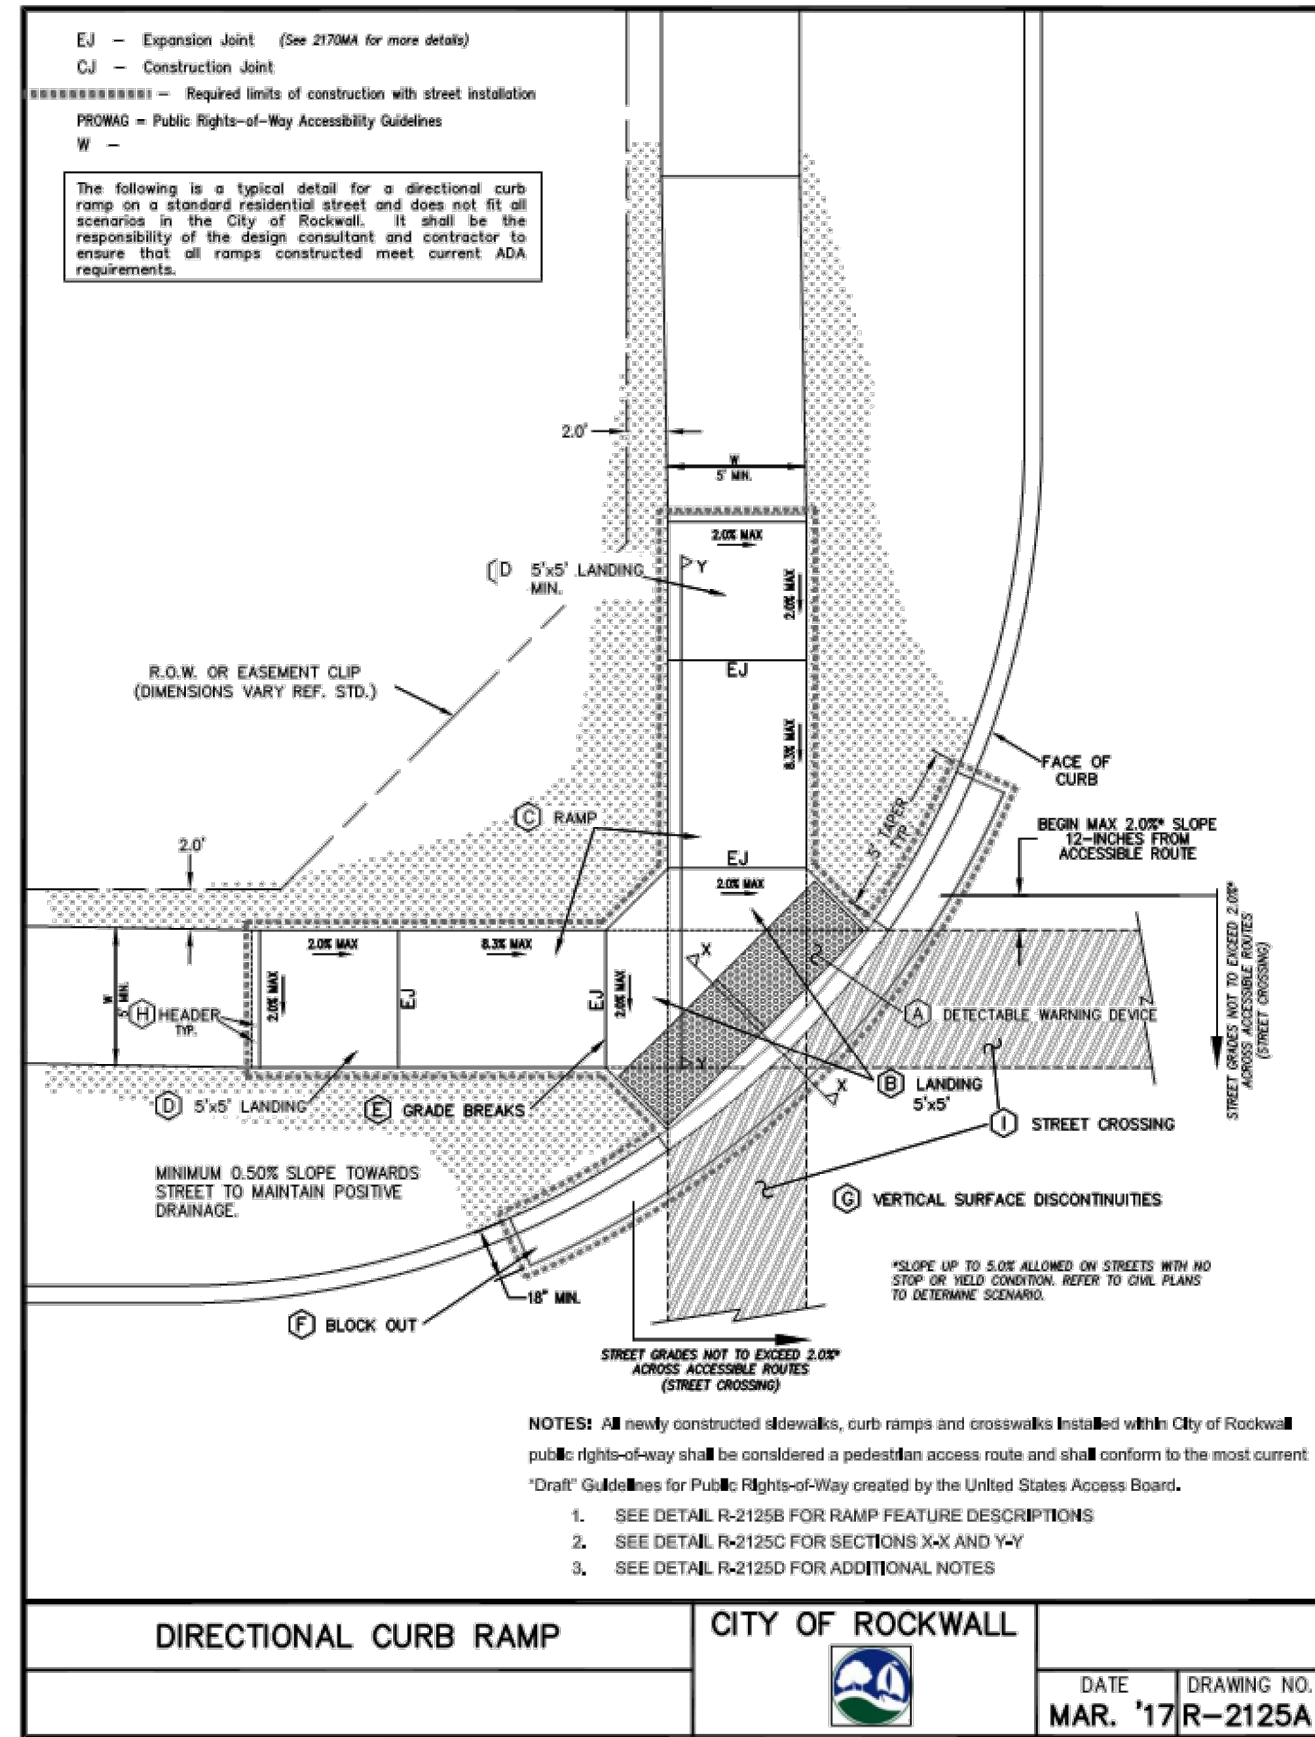 EJ – Expansion Joint (See 2170MA for more details)
CJ – Construction Joint
– Required limits of construction with street installation
PROWAG = Public Rights-of-Way Accessibility Guidelines
W –
The following is a typical detail for a directional curb
ramp on a standard residential street and does not fit all
scenarios in the City of Rockwall. It shall be the
responsibility of the design consultant and contractor to
ensure that all ramps constructed meet current ADA
requirements.
2.0'
W
5' MIN.
2.0% MAX
D 5'x5' LANDING
MIN.
Y
2.0% MAX
EJ
R.O.W. OR EASEMENT CLIP
(DIMENSIONS VARY REF. STD.)
8.3% MAX
FACE OF
CURB
C RAMP
5' TAPER
TYP
BEGIN MAX 2.0%* SLOPE
12-INCHES FROM
ACCESSIBLE ROUTE
2.0'
EJ
2.0% MAX
STREET GRADES NOT TO EXCEED 2.0%*
ACROSS ACCESSIBLE ROUTES
(STREET CROSSING)
2.0% MAX
8.3% MAX
X
W
5' MIN.
H HEADER
TYP.
2.0% MAX
EJ
EJ
2.0% MAX
A DETECTABLE WARNING DEVICE
Y
X
B LANDING
5'x5'
D 5'x5' LANDING
E GRADE BREAKS
I STREET CROSSING
MINIMUM 0.50% SLOPE TOWARDS
STREET TO MAINTAIN POSITIVE
DRAINAGE.
G VERTICAL SURFACE DISCONTINUITIES
*SLOPE UP TO 5.0% ALLOWED ON STREETS WITH NO
STOP OR YIELD CONDITION. REFER TO CIVIL PLANS
TO DETERMINE SCENARIO.
18" MIN.
F BLOCK OUT
STREET GRADES NOT TO EXCEED 2.0%*
ACROSS ACCESSIBLE ROUTES
(STREET CROSSING)
NOTES: All newly constructed sidewalks, curb ramps and crosswalks installed within City of Rockwall
public rights-of-way shall be considered a pedestrian access route and shall conform to the most current
"Draft" Guidelines for Public Rights-of-Way created by the United States Access Board.
1. SEE DETAIL R-2125B FOR RAMP FEATURE DESCRIPTIONS
2. SEE DETAIL R-2125C FOR SECTIONS X-X AND Y-Y
3. SEE DETAIL R-2125D FOR ADDITIONAL NOTES
DIRECTIONAL CURB RAMP
CITY OF ROCKWALL
DATE
MAR. '17
DRAWING NO.
R-2125A